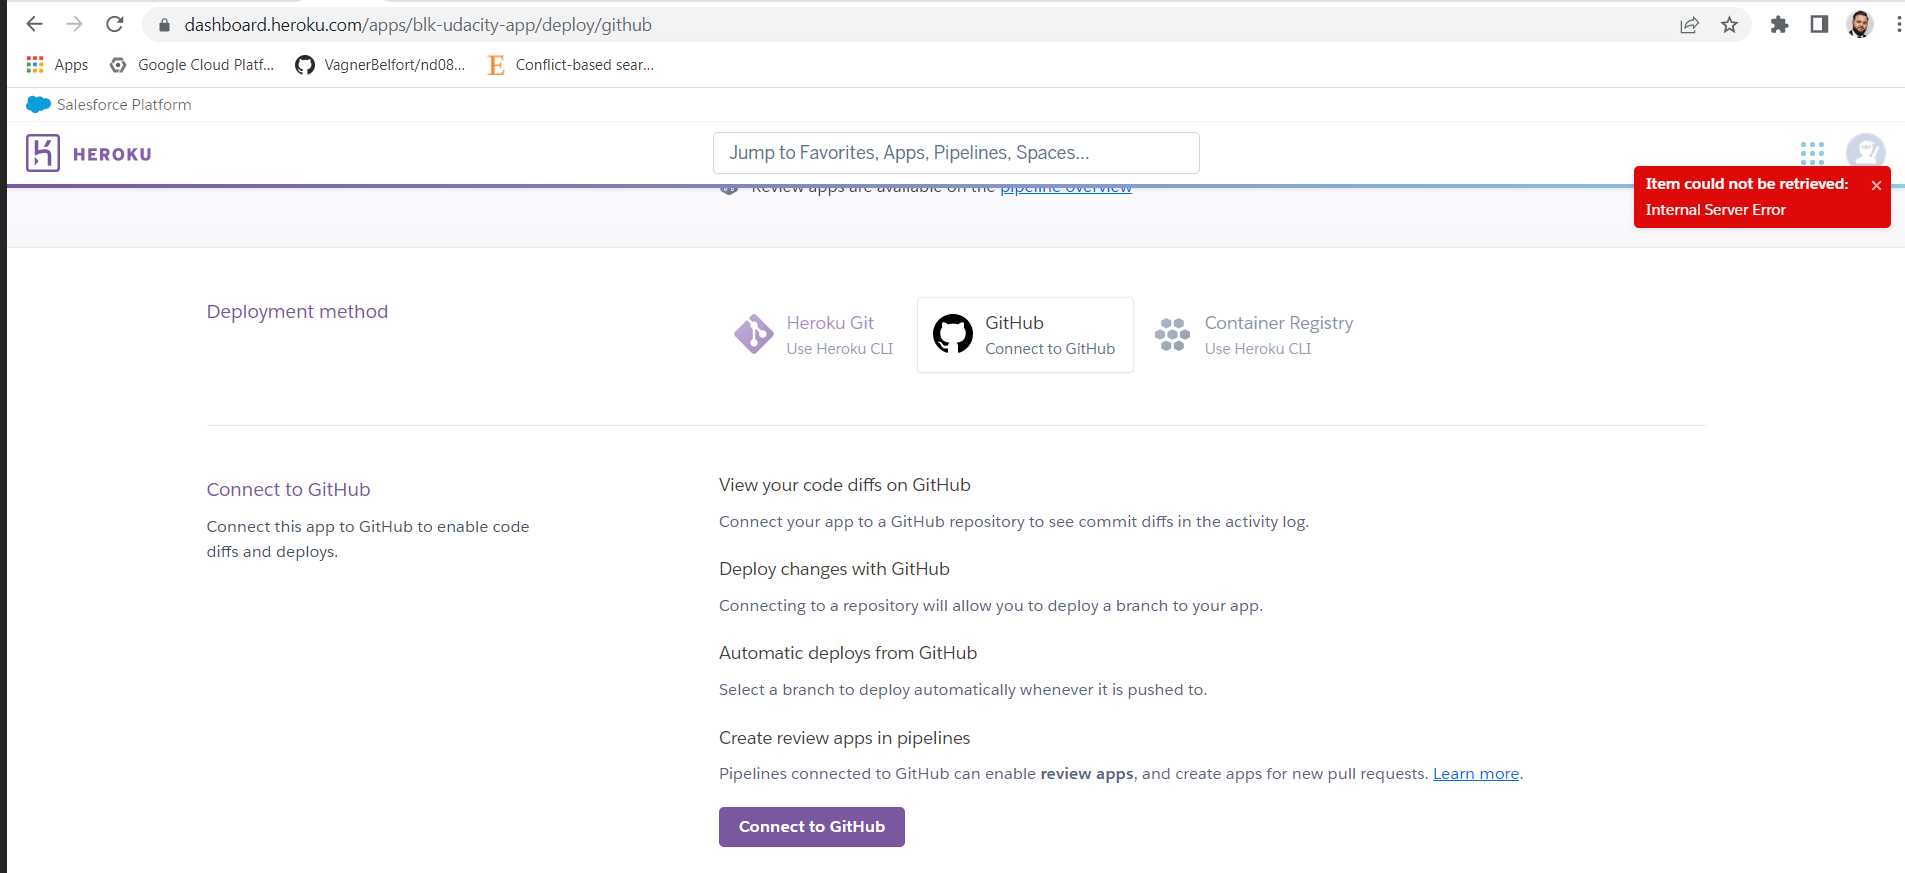 dashboard.heroku.com/apps/blk-udacity-app/deploy/github
Apps Google Cloud Platf... VagnerBelfort/nd08... Conflict-based sear...
Salesforce Platform
HEROKU
Jump to Favorites, Apps, Pipelines, Spaces...
Review apps are available on the pipeline overview
Item could not be retrieved:
Internal Server Error
Deployment method
Heroku Git
Use Heroku CLI
GitHub
Connect to GitHub
Container Registry
Use Heroku CLI
Connect to GitHub
Connect this app to GitHub to enable code
diffs and deploys.
View your code diffs on GitHub
Connect your app to a GitHub repository to see commit diffs in the activity log.
Deploy changes with GitHub
Connecting to a repository will allow you to deploy a branch to your app.
Automatic deploys from GitHub
Select a branch to deploy automatically whenever it is pushed to.
Create review apps in pipelines
Pipelines connected to GitHub can enable review apps, and create apps for new pull requests. Learn more.
Connect to GitHub